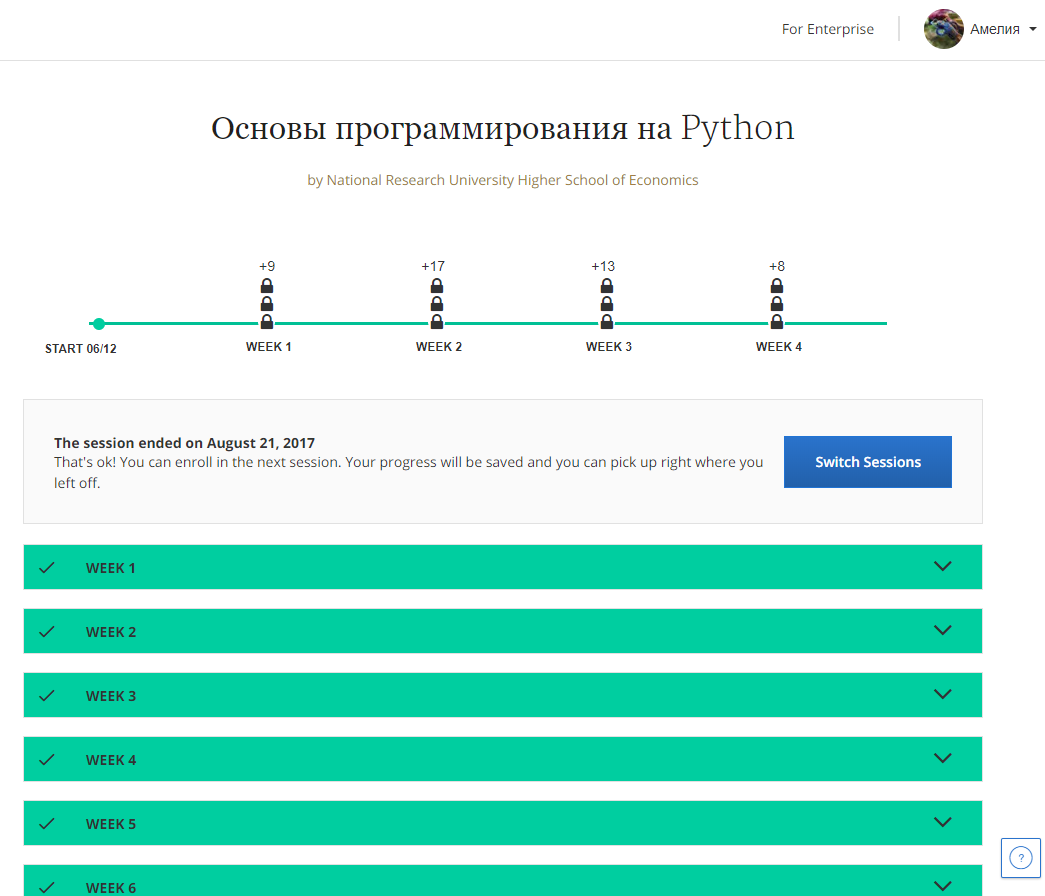 For Enterprise
Амелия
Основы программирования на Python
by National Research University Higher School of Economics
+9
+17
+13
+8
START 06/12
WEEK 1
WEEK 2
WEEK 3
WEEK 4
The session ended on August 21, 2017
That's ok! You can enroll in the next session. Your progress will be saved and you can pick up right where you
left off.
Switch Sessions
WEEK 1
WEEK 2
WEEK 3
WEEK 4
WEEK 5
?
WEEK 6